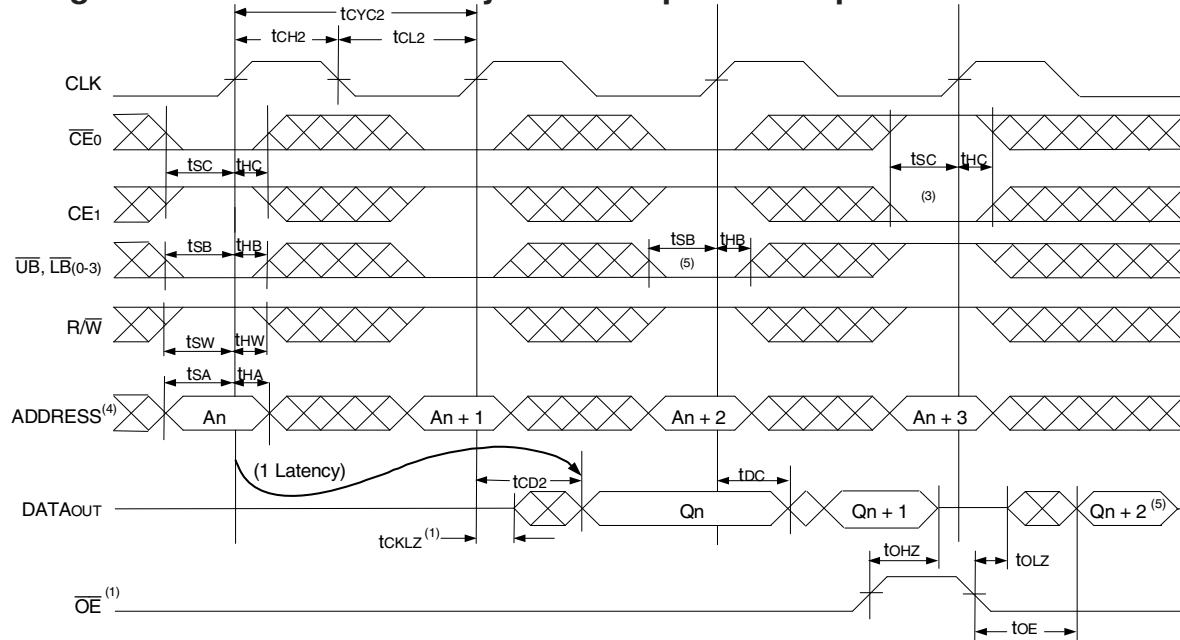 tCYC2
tCH2 tCL2
CLK
CE0
tSC tHC tSC tHC
(3)
CE1
tSB tHB tSB tHB
UB, LB(0-3) (5)
R/W
tSW tHW
tSA tHA
ADDRESS(4) An An + 1 An + 2 An + 3
(1 Latency) tCD2 tDC
DATAOUT Qn Qn + 1 Qn + 2 (5)
tCKLZ(1) tOHZ tOLZ
OE (1)
tOE